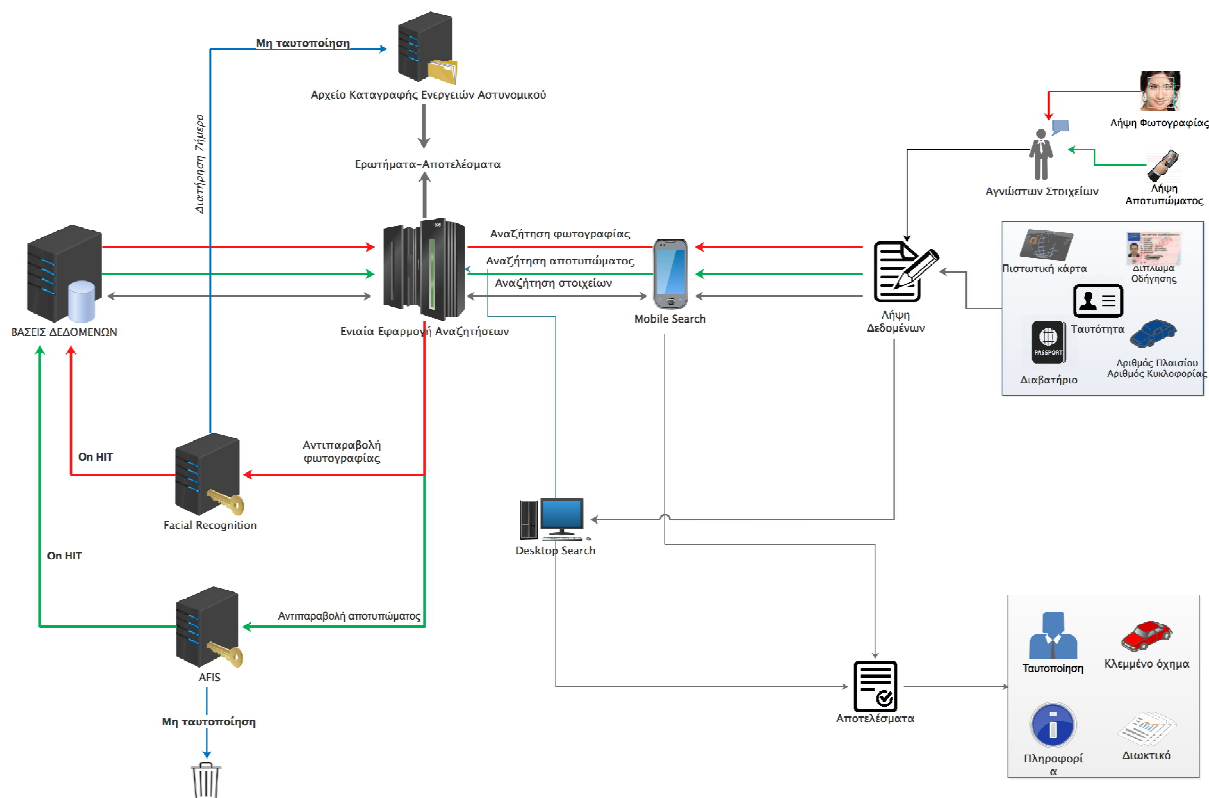 Μη ταυτοποίηση
Αρχείο Καταγραφής Ενεργειών Αστυνομικού
Διατήρηση 7ήμερο
Ερωτήματα-Αποτελέσματα
Λήψη Φωτογραφίας
Αγνώστων Στοιχείων
Λήψη
Αποτυπώματος
Αναζήτηση φωτογραφίας
Αναζήτηση αποτυπώματος
Αναζήτηση στοιχείων
ΒΑΣΕΙΣ ΔΕΔΟΜΕΝΩΝ
Ενιαία Εφαρμογή Αναζητήσεων
Mobile Search
Λήψη
Δεδομένων
Πιστωτική κάρτα
Δίπλωμα
Οδήγησης
Ταυτότητα
PASSPORT
Διαβατήριο
Αριθμός Πλαισίου
Αριθμός Κυκλοφορίας
On HIT
Αντιπαραβολή
φωτογραφίας
Facial Recognition
On HIT
Desktop Search
Αντιπαραβολή αποτυπώματος
AFIS
Μη ταυτοποίηση
Αποτελέσματα
Ταυτοποίηση
Κλεμμένο όχημα
Πληροφορί
α
Διωκτικό